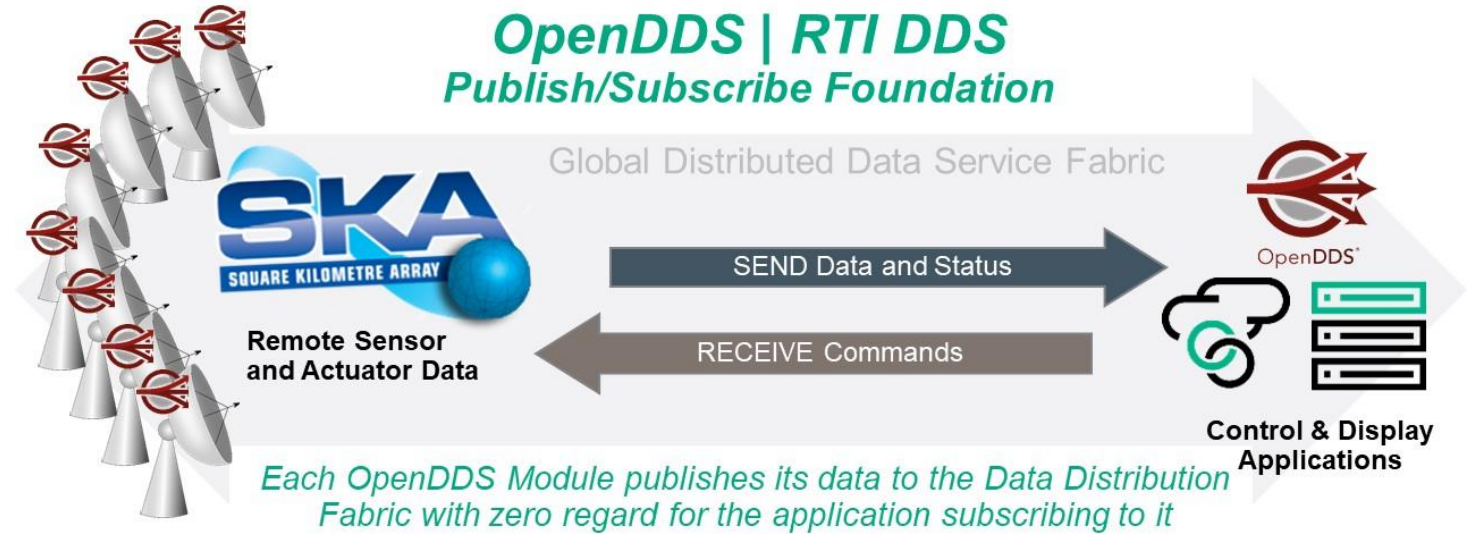 OpenDDS | RTI DDS
Publish/Subscribe Foundation
Global Distributed Data Service Fabric
SKA
SQUARE KILOMETRE ARRAY
OpenDDS®
SEND Data and Status
RECEIVE Commands
Remote Sensor
and Actuator Data
Control & Display
Applications
Each OpenDDS Module publishes its data to the Data Distribution
Fabric with zero regard for the application subscribing to it